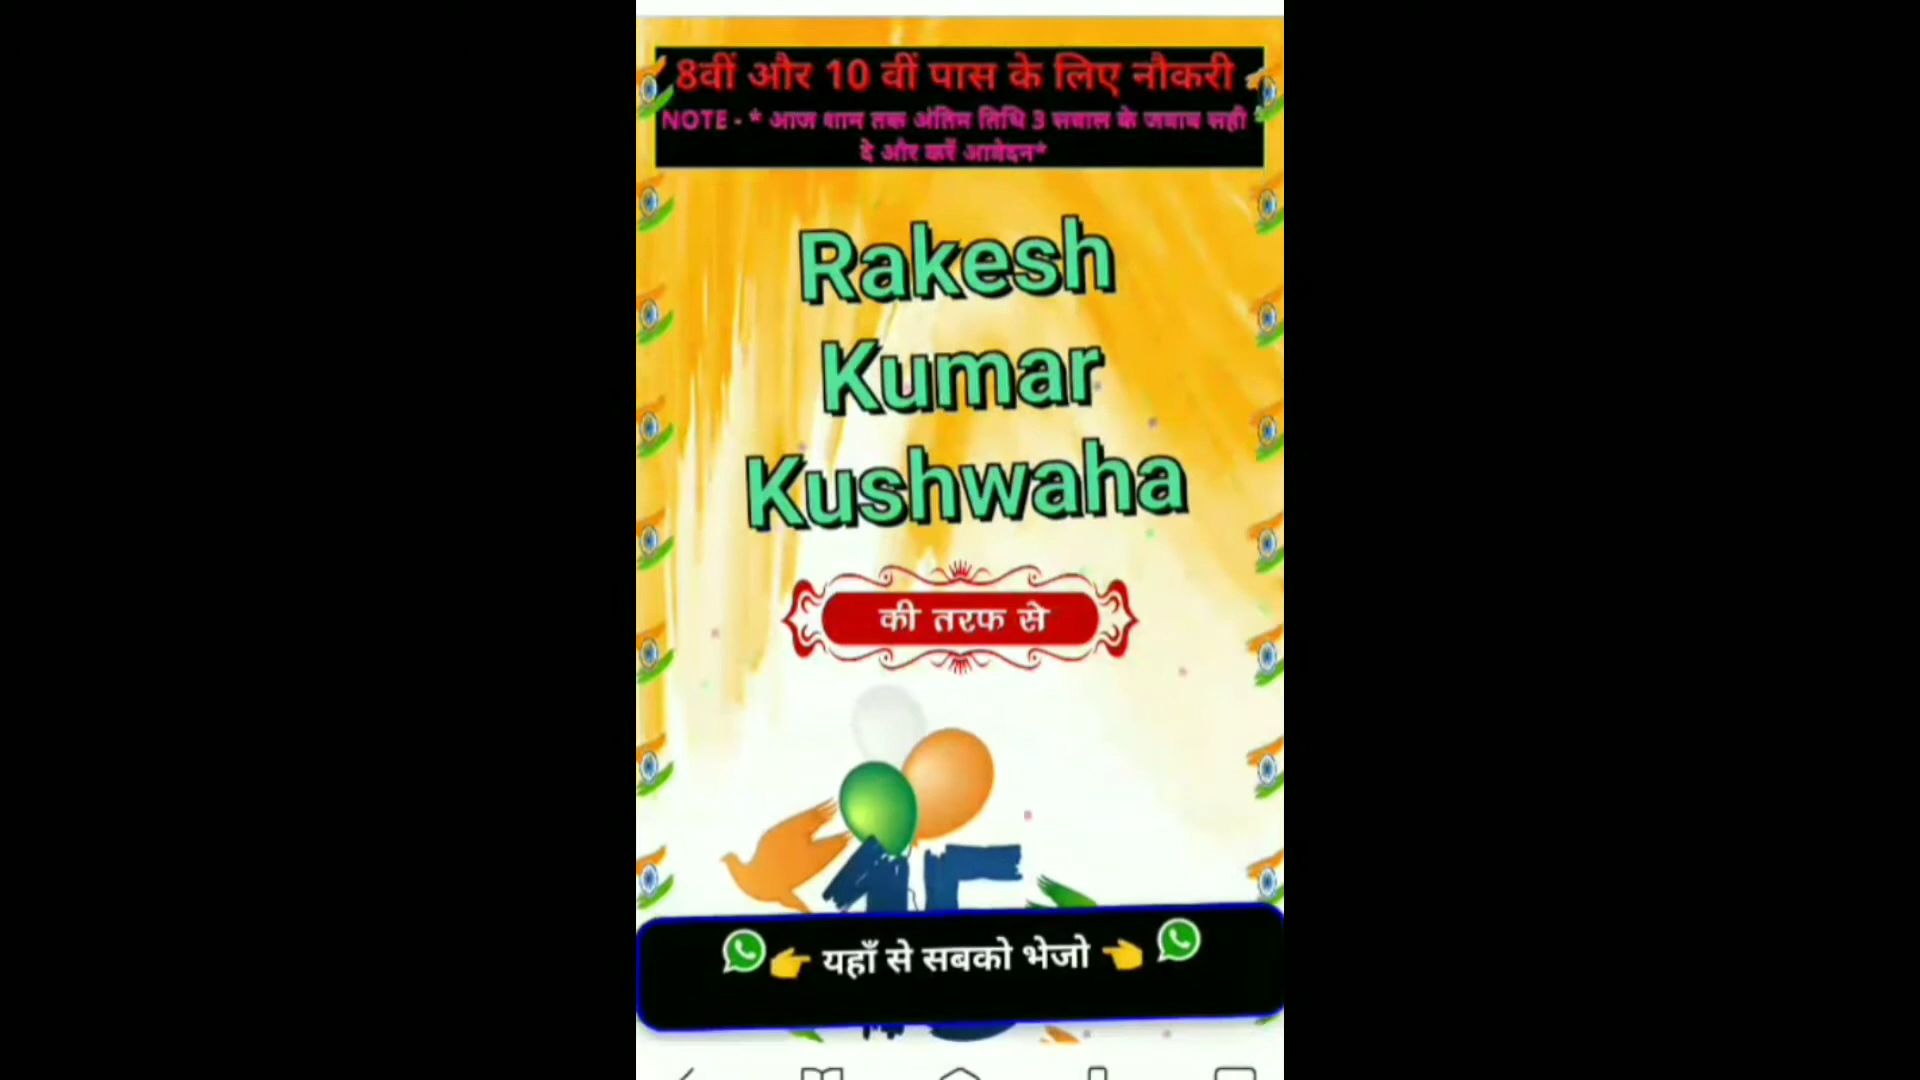 8वीं और 10 वीं पास के लिए नौकरी
NOTE - * आज शाम तक अंतिम तिथि 3 सवाल के जवाब सही
दे और करें आवेदन*
Rakesh
Kumar
Kushwaha
की तरफ से
15
यहाँ से सबको भेजो